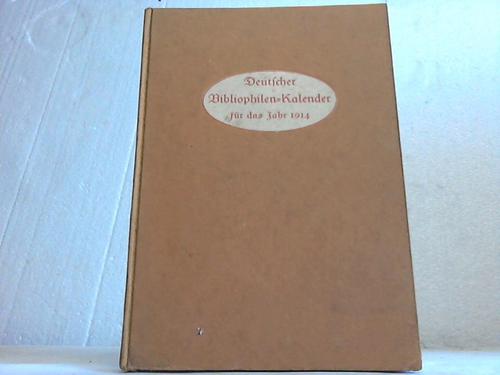 Deutscher
Bibliophilen-Kalender
für das Jahr 1914